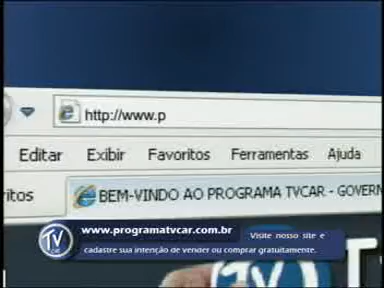 http://www.p
Editar Exibir Favoritos Ferramentas Ajuda
ritos BEM-VINDO AO PROGRAMA TVCAR - GOVERN
www.programatvcar.com.br Visite nosso site e
cadastre sua intenção de vender ou comprar gratuitamente.
TV
TV